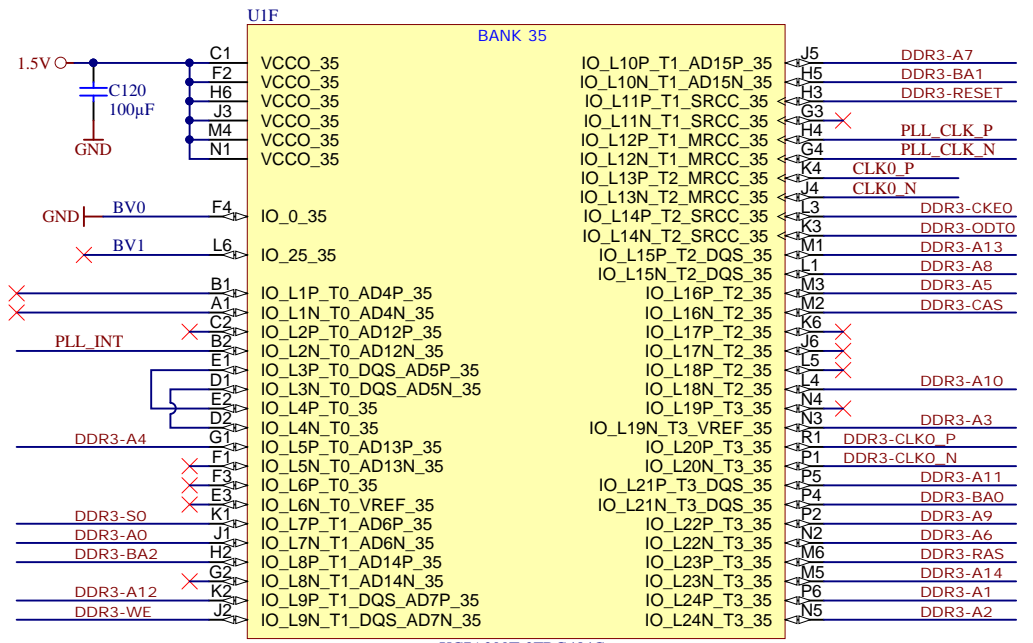 U1F
BANK 35
1.5V
C120
100µF
GND
C1 VCCO_35
F2 VCCO_35
H6 VCCO_35
J3 VCCO_35
M4 VCCO_35
N1 VCCO_35
GND BV0 F4 IO_0_35
BV1 L6 IO_25_35
B1 IO_L1P_T0_AD4P_35
A1 IO_L1N_T0_AD4N_35
C2 IO_L2P_T0_AD12P_35
PLL_INT B2 IO_L2N_T0_AD12N_35
E1 IO_L3P_T0_DQS_AD5P_35
D1 IO_L3N_T0_DQS_AD5N_35
E2 IO_L4P_T0_35
D2 IO_L4N_T0_35
DDR3-A4 G1 IO_L5P_T0_AD13P_35
F1 IO_L5N_T0_AD13N_35
F3 IO_L6P_T0_35
E3 IO_L6N_T0_VREF_35
DDR3-S0 K1 IO_L7P_T1_AD6P_35
DDR3-A0 J1 IO_L7N_T1_AD6N_35
DDR3-BA2 H2 IO_L8P_T1_AD14P_35
G2 IO_L8N_T1_AD14N_35
DDR3-A12 K2 IO_L9P_T1_DQS_AD7P_35
DDR3-WE J2 IO_L9N_T1_DQS_AD7N_35
IO_L10P_T1_AD15P_35 J5 DDR3-A7
IO_L10N_T1_AD15N_35 H5 DDR3-BA1
IO_L11P_T1_SRCC_35 H3 DDR3-RESET
IO_L11N_T1_SRCC_35 G3
IO_L12P_T1_MRCC_35 H4 PLL_CLK_P
IO_L12N_T1_MRCC_35 G4 PLL_CLK_N
IO_L13P_T2_MRCC_35 K4 CLK0_P
IO_L13N_T2_MRCC_35 J4 CLK0_N
IO_L14P_T2_SRCC_35 L3 DDR3-CKE0
IO_L14N_T2_SRCC_35 K3 DDR3-ODT0
IO_L15P_T2_DQS_35 M1 DDR3-A13
IO_L15N_T2_DQS_35 L1 DDR3-A8
IO_L16P_T2_35 M3 DDR3-A5
IO_L16N_T2_35 M2 DDR3-CAS
IO_L17P_T2_35 K6
IO_L17N_T2_35 J6
IO_L18P_T2_35 L5
IO_L18N_T2_35 L4 DDR3-A10
IO_L19P_T3_35 N4
IO_L19N_T3_VREF_35 N3 DDR3-A3
IO_L20P_T3_35 R1 DDR3-CLK0_P
IO_L20N_T3_35 P1 DDR3-CLK0_N
IO_L21P_T3_DQS_35 P5 DDR3-A11
IO_L21N_T3_DQS_35 P4 DDR3-BA0
IO_L22P_T3_35 P2 DDR3-A9
IO_L22N_T3_35 N2 DDR3-A6
IO_L23P_T3_35 M6 DDR3-RAS
IO_L23N_T3_35 M5 DDR3-A14
IO_L24P_T3_35 P6 DDR3-A1
IO_L24N_T3_35 N5 DDR3-A2